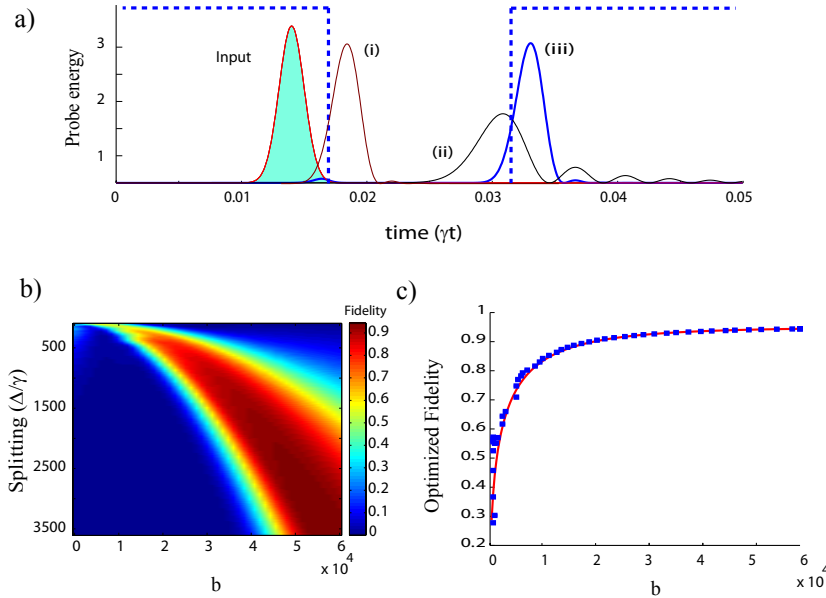 a)
Probe energy
3
2
1
Input
(i)
(ii)
(iii)
0 0.01 0.02 0.03 0.04 0.05
time (γt)
b)
Splitting (Δ/γ)
500
1500
2500
3500
0 1 2 3 4 5 6
x 10^4
b
Fidelity
0.9
0.8
0.7
0.6
0.5
0.4
0.3
0.2
0.1
0
c)
Optimized Fidelity
1
0.9
0.8
0.7
0.6
0.5
0.4
0.3
0.2
0 1 2 3 4 5
x 10^4
b